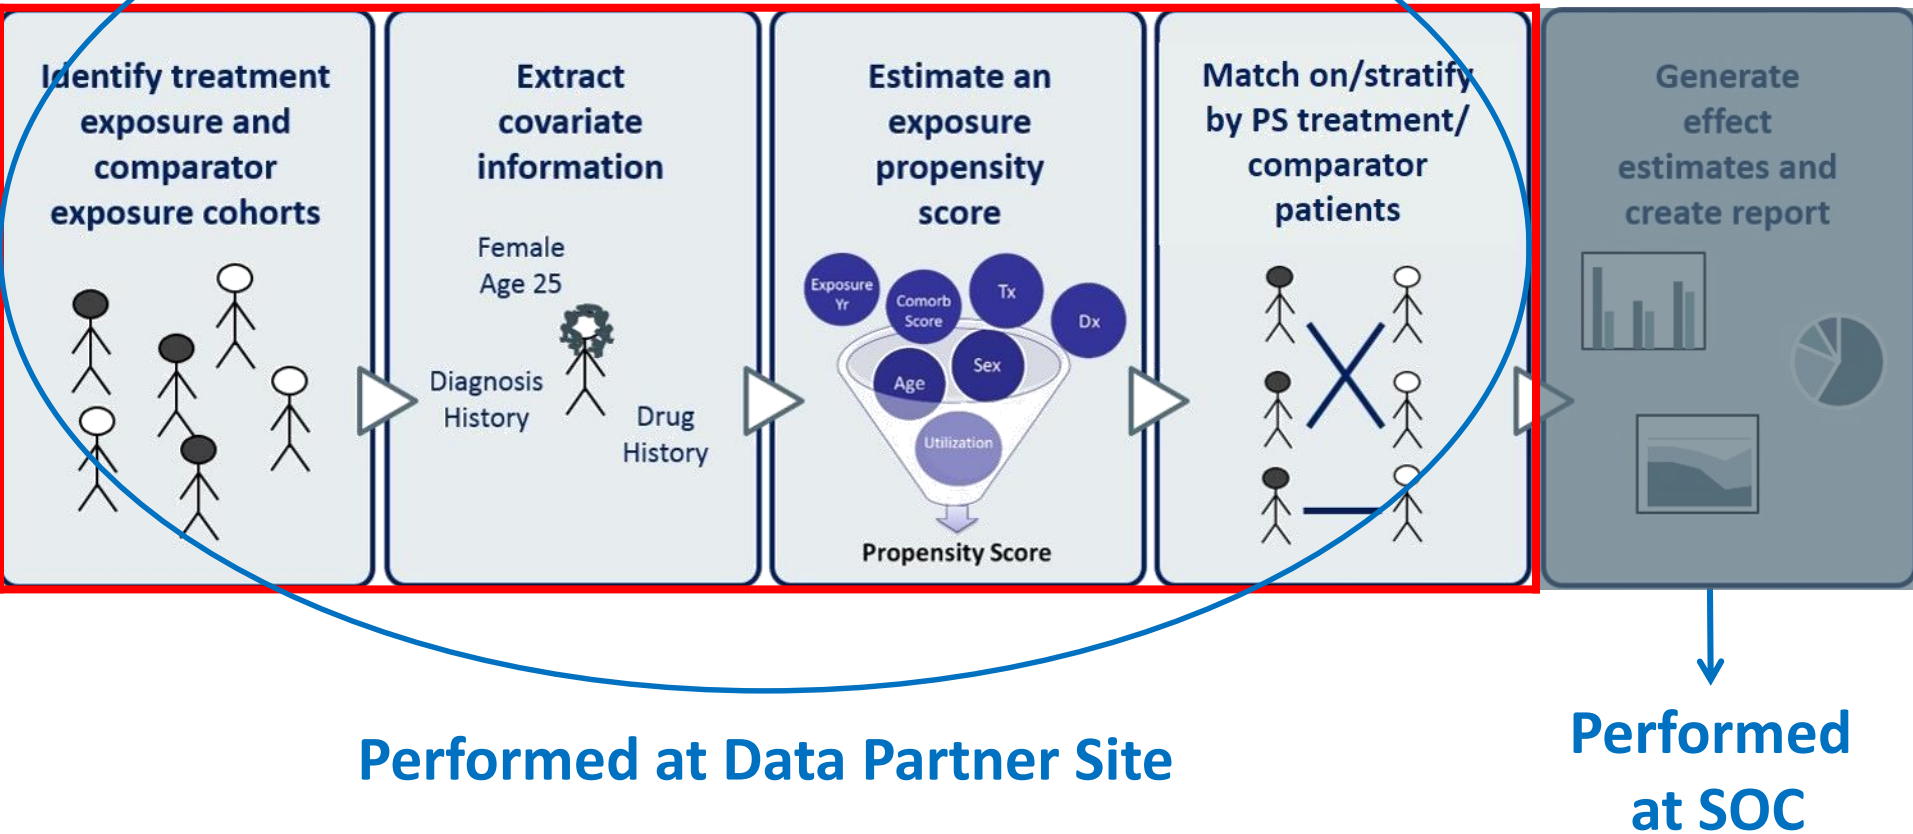 Identify treatment
exposure and
comparator
exposure cohorts
Extract
covariate
information
Female
Age 25
Diagnosis
History
Drug
History
Estimate an
exposure
propensity
score
Exposure
Yr
Comorb
Score
Tx
Dx
Age
Sex
Utilization
Propensity Score
Match on/stratify
by PS treatment/
comparator
patients
Generate
effect
estimates and
create report
Performed at Data Partner Site
Performed
at SOC